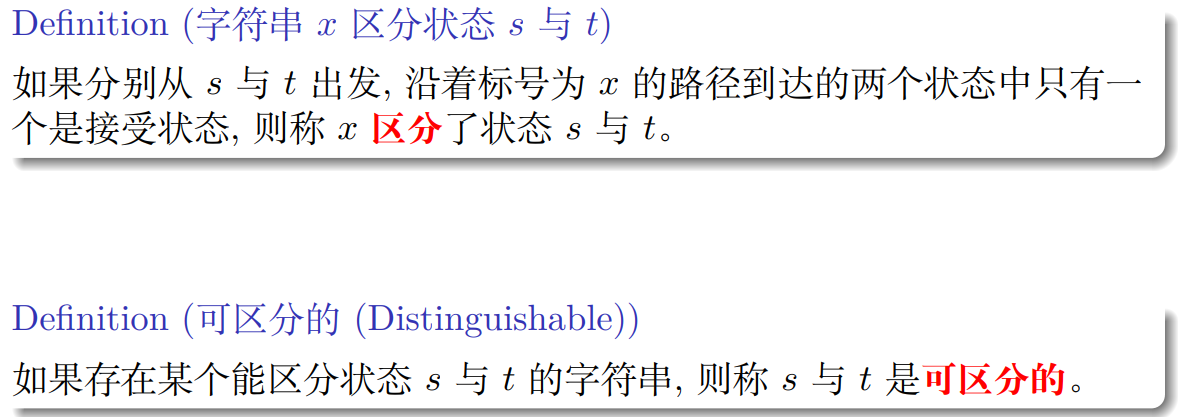 Definition (字符串 x 区分状态 s 与 t)
如果分别从 s 与 t 出发, 沿着标号为 x 的路径到达的两个状态中只有一
个是接受状态, 则称 x 区分了状态 s 与 t。
Definition (可区分的 (Distinguishable))
如果存在某个能区分状态 s 与 t 的字符串, 则称 s 与 t 是可区分的。